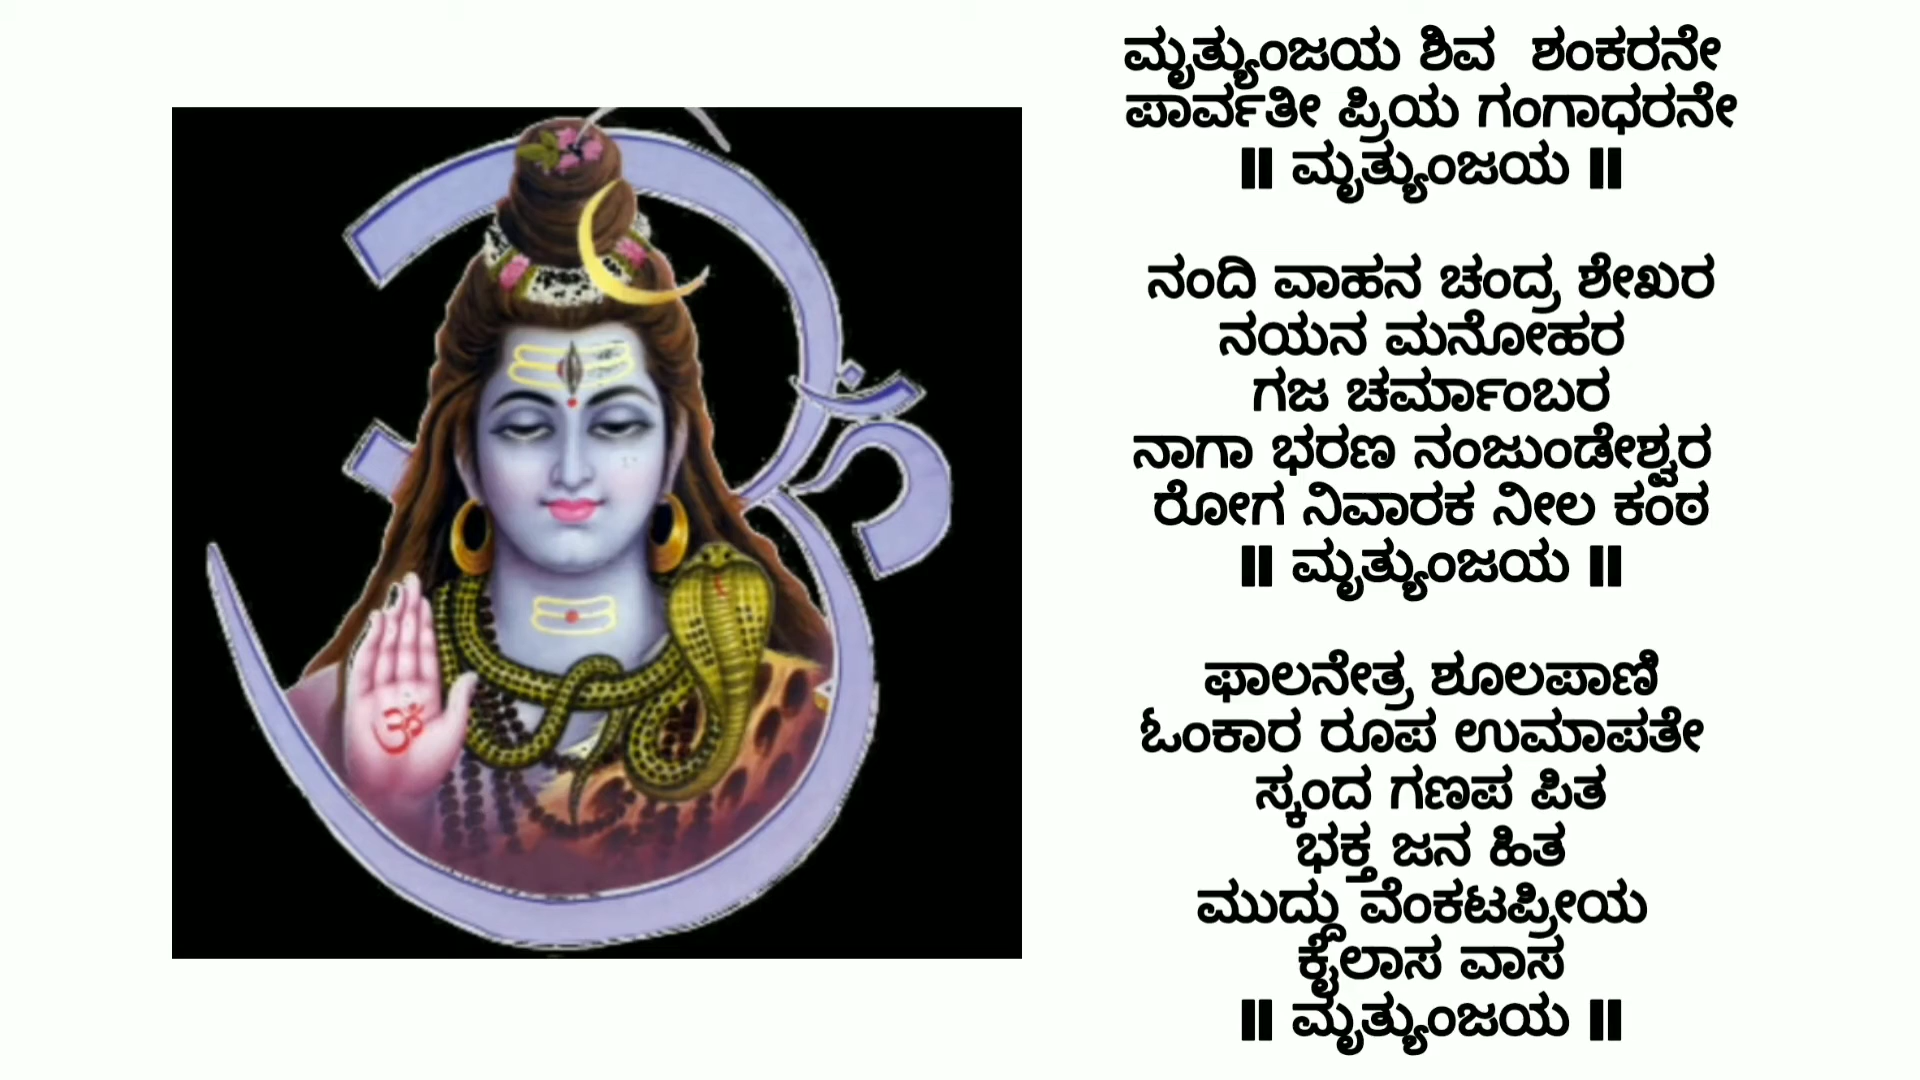 ಮೃತ್ಯುಂಜಯ ಶಿವ ಶಂಕರನೇ
ಪಾರ್ವತೀ ಪ್ರಿಯ ಗಂಗಾಧರನೇ
॥ ಮೃತ್ಯುಂಜಯ ॥
ನಂದಿ ವಾಹನ ಚಂದ್ರ ಶೇಖರ
ನಯನ ಮನೋಹರ
ಗಜ ಚರ್ಮಾಂಬರ
ನಾಗಾ ಭರಣ ನಂಜುಂಡೇಶ್ವರ
ರೋಗ ನಿವಾರಕ ನೀಲ ಕಂಠ
॥ ಮೃತ್ಯುಂಜಯ ॥
ಫಾಲನೇತ್ರ ಶೂಲಪಾಣಿ
ಓಂಕಾರ ರೂಪ ಉಮಾಪತೇ
ಸ್ಕಂದ ಗಣಪ ಪಿತ
ಭಕ್ತ ಜನ ಹಿತ
ಮುದ್ದು ವೆಂಕಟಪ್ರೀಯ
ಕೈಲಾಸ ವಾಸ
॥ ಮೃತ್ಯುಂಜಯ ॥
ॐ